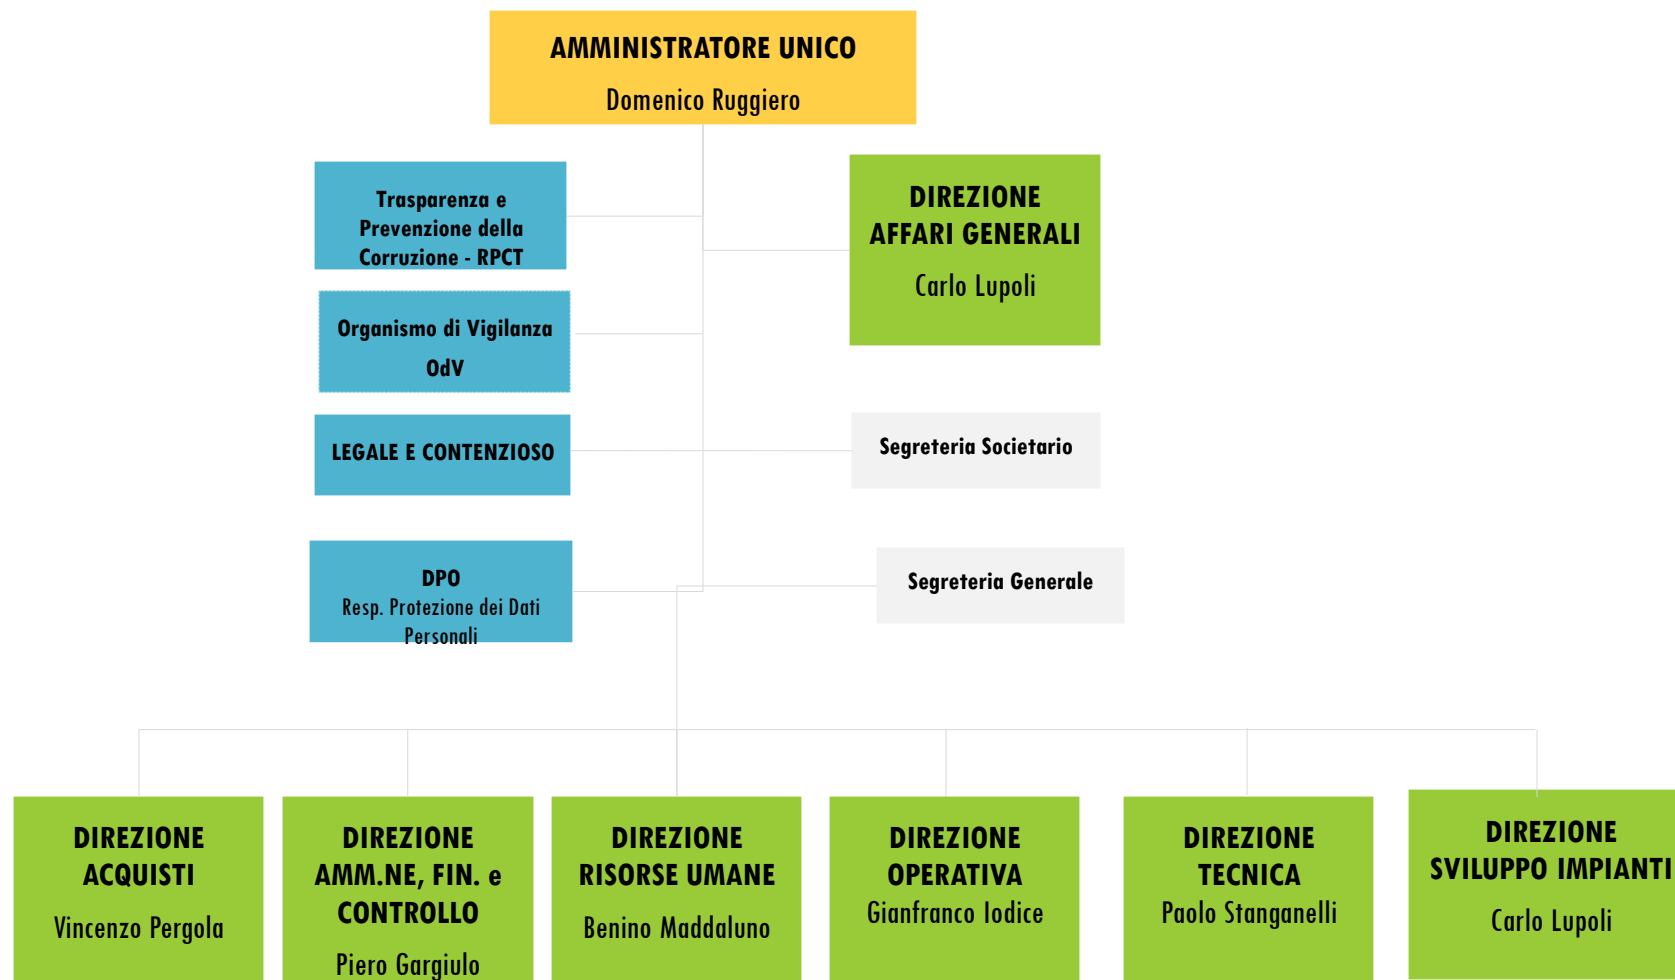 AMMINISTRATORE UNICO
Domenico Ruggiero
Trasparenza e
Prevenzione della
Corruzione - RPCT
DIREZIONE
AFFARI GENERALI
Carlo Lupoli
Organismo di Vigilanza
OdV
LEGALE E CONTENZIOSO
Segreteria Societario
DPO
Resp. Protezione dei Dati
Personali
Segreteria Generale
DIREZIONE
ACQUISTI
Vincenzo Pergola
DIREZIONE
AMM.NE, FIN. e
CONTROLLO
Piero Gargiulo
DIREZIONE
RISORSE UMANE
Benino Maddaluno
DIREZIONE
OPERATIVA
Gianfranco Iodice
DIREZIONE
TECNICA
Paolo Stanganelli
DIREZIONE
SVILUPPO IMPIANTI
Carlo Lupoli